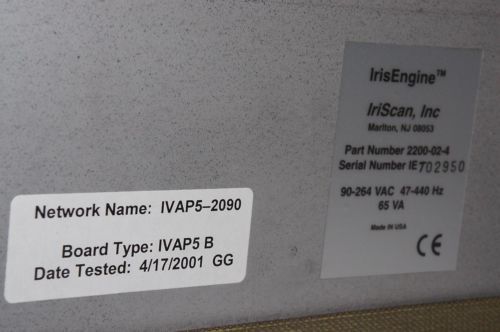 IrisEngine™
IriScan, Inc
Marlton, NJ 08053
Part Number 2200-02-4
Serial Number IE702950
90-264 VAC 47-440 Hz
65 VA
Made IN USA
CE
Network Name: IVAP5–2090
Board Type: IVAP5 B
Date Tested: 4/17/2001 GG